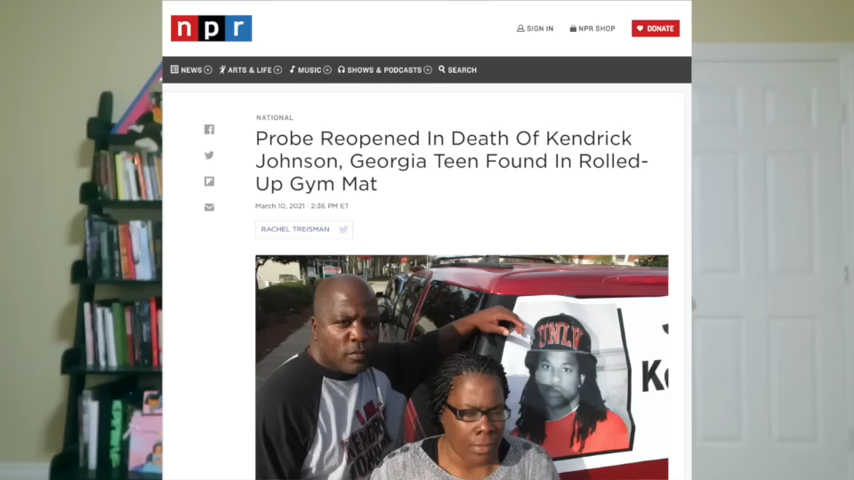 npr
SIGN IN
NPR SHOP
DONATE
NEWS
ARTS & LIFE
MUSIC
SHOWS & PODCASTS
SEARCH
NATIONAL
Probe Reopened In Death Of Kendrick
Johnson, Georgia Teen Found In Rolled-
Up Gym Mat
March 10, 2021 · 2:36 PM ET
RACHEL TREISMAN
UNLV